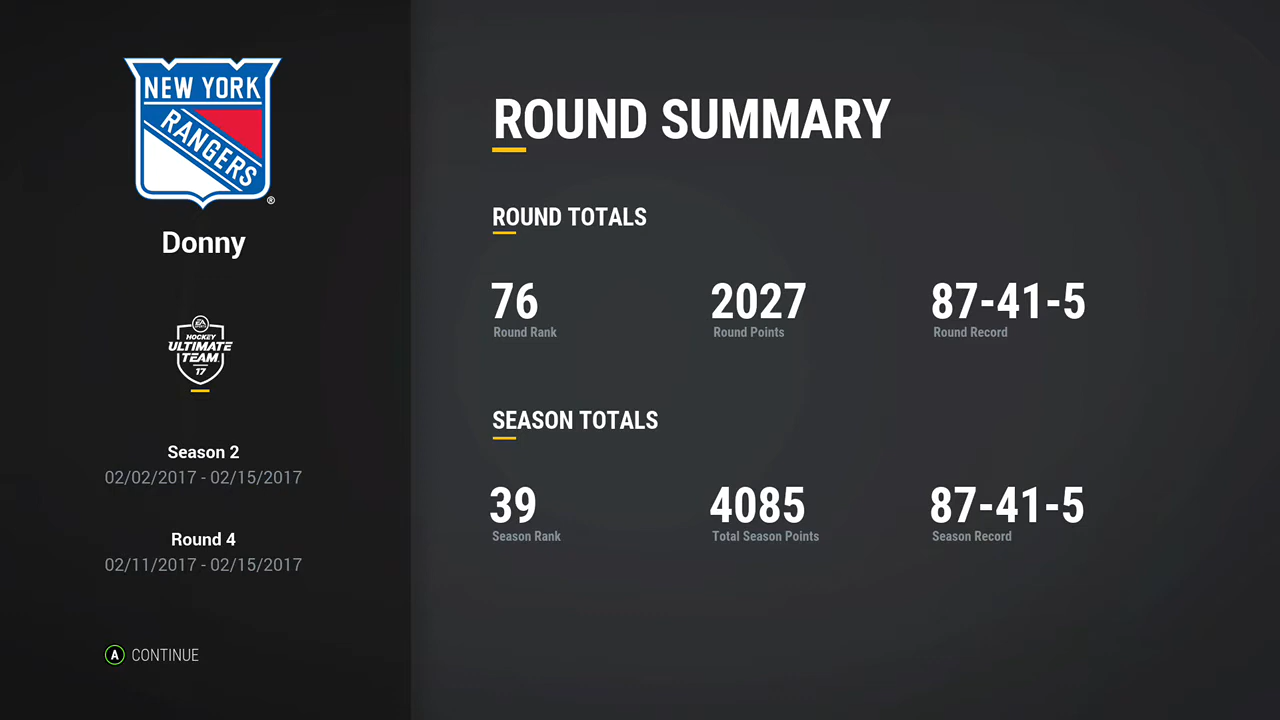 NEW YORK
RANGERS
®
Donny
EA
HOCKEY
ULTIMATE
TEAM
17
Season 2
02/02/2017 - 02/15/2017
Round 4
02/11/2017 - 02/15/2017
A CONTINUE
ROUND SUMMARY
ROUND TOTALS
76 2027 87-41-5
Round Rank Round Points Round Record
SEASON TOTALS
39 4085 87-41-5
Season Rank Total Season Points Season Record